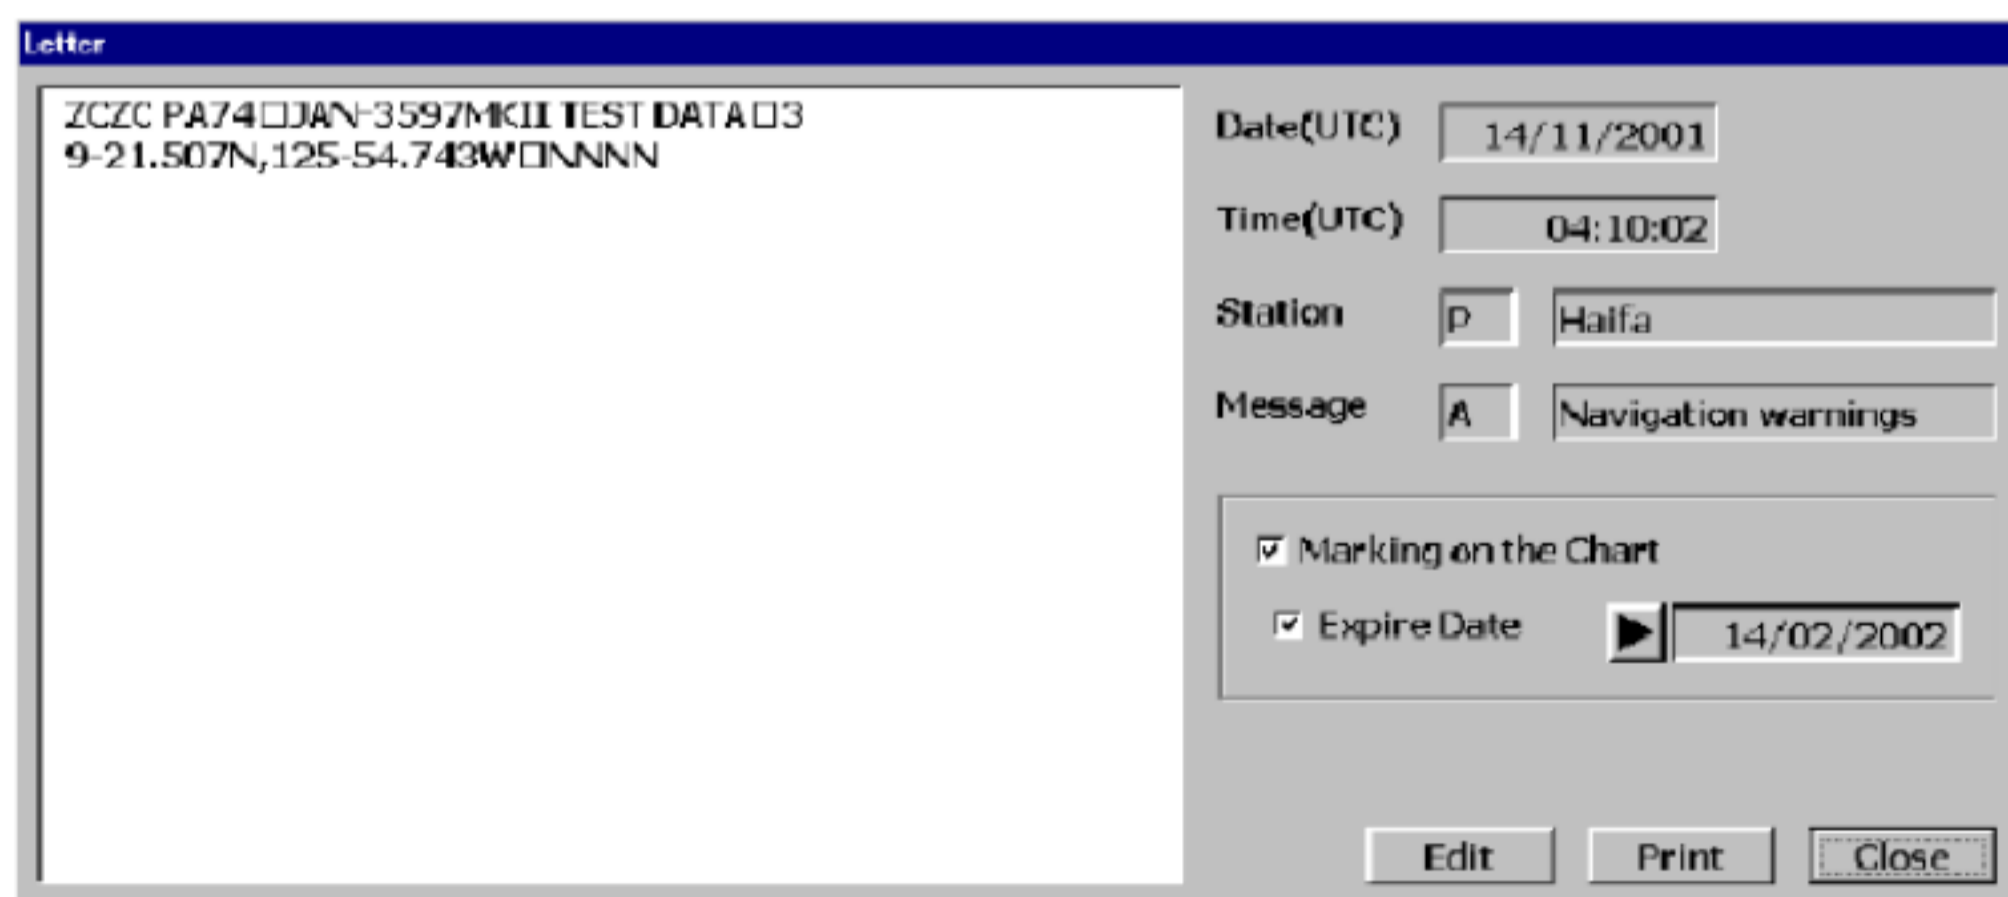 Letter
ZCZC PA74□JAN-3597MKII TEST DATA□3
9-21.507N,125-54.743W'□NNNN
Date(UTC) 14/11/2001
Time(UTC) 04:10:02
Station P Haifa
Message A Navigation warnings
Marking on the Chart
Expire Date 14/02/2002
Edit Print Close